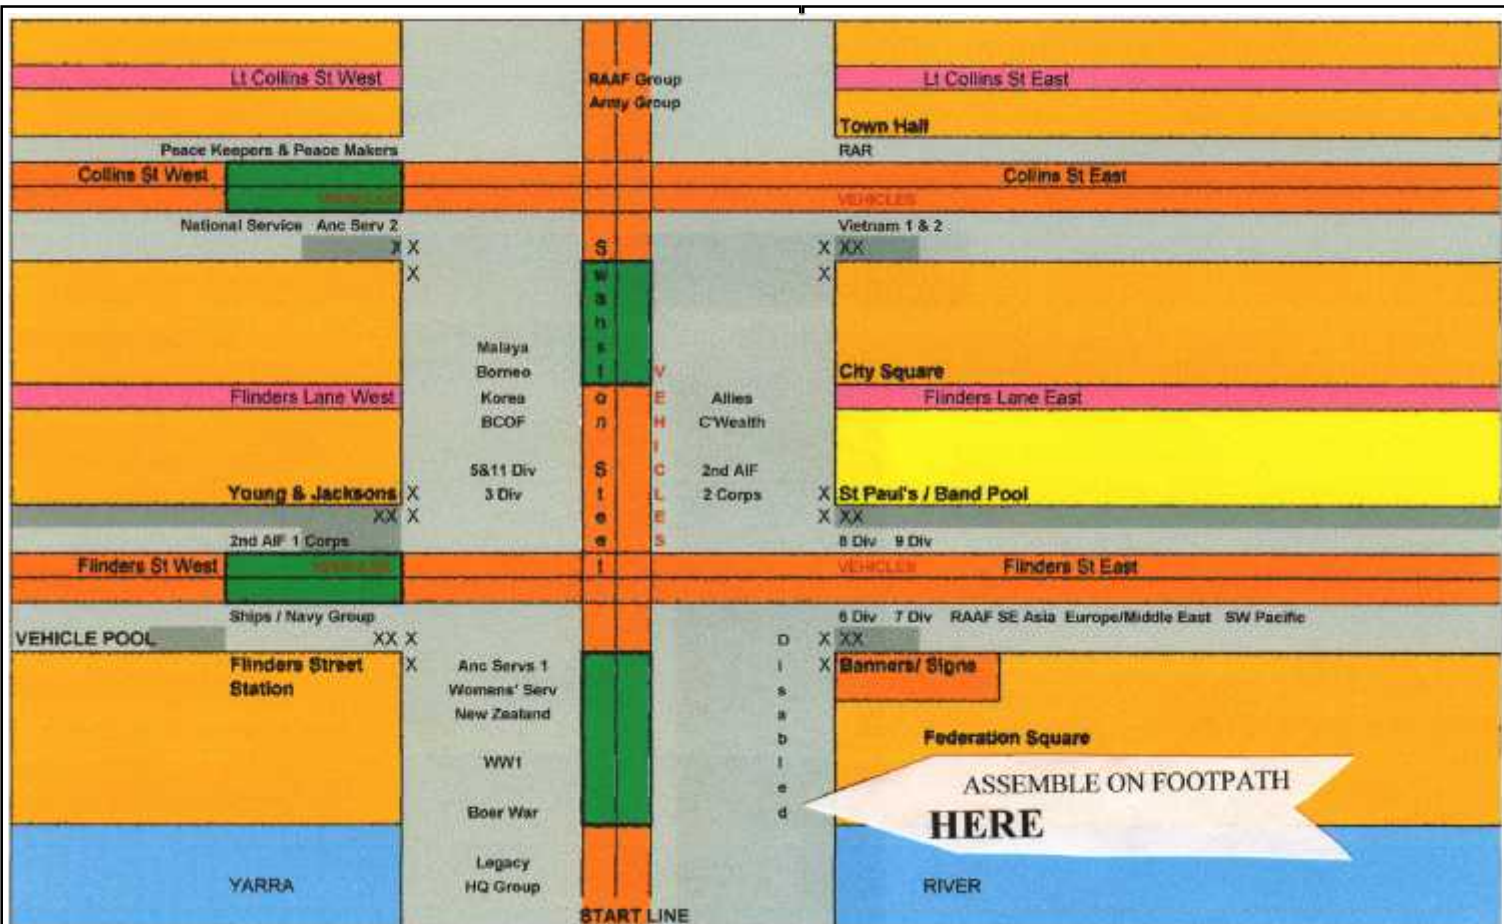 Lt Collins St West
RAAF Group
Lt Collins St East
Army Group
Town Hall
Peace Keepers & Peace Makers
RAR
Collins St West
Collins St East
VEHICLES
VEHICLES
National Service Anc Serv 2
Vietnam 1 & 2
X X
X XX
X
X
Swanston Street
Malaya
Borneo
City Square
VEHICLES
Flinders Lane West
Korea
Allies
Flinders Lane East
BCOF
C'Wealth
5&11 Div
2nd AIF
Young & Jacksons X
3 Div
2 Corps
X St Paul's / Band Pool
XX X
X XX
2nd AIF 1 Corps
8 Div 9 Div
Flinders St West
VEHICLES
VEHICLES
Flinders St East
Ships / Navy Group
6 Div 7 Div RAAF SE Asia Europe/Middle East SW Pacific
VEHICLE POOL
XX X
Disabled
X XX
Flinders Street
Station
X
Anc Servs 1
X Banners/ Signs
Womens' Serv
New Zealand
Federation Square
WW1
ASSEMBLE ON FOOTPATH
HERE
Boer War
Legacy
YARRA
HQ Group
RIVER
START LINE